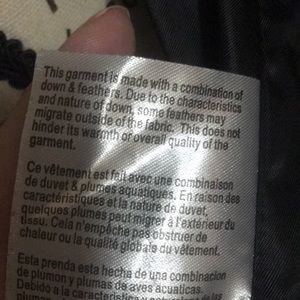 This garment is made with a combination of
down & feathers. Due to the characteristics
and nature of down, some feathers may
migrate outside of the fabric. This does not
hinder its warmth or overall quality of the
garment.
Ce vêtement est fait avec une combinaison
de duvet & plumes aquatiques. En raison des
caractéristiques et la nature de duvet,
quelques plumes peut migrer à l'extérieur du
tissu. Cela n'empêche pas obstruer de
chaleur ou la qualité globale du vêtement.
Esta prenda esta hecha de una combinacion
de plumon y plumas de aves acuaticas.
Debido a la caracteristica y